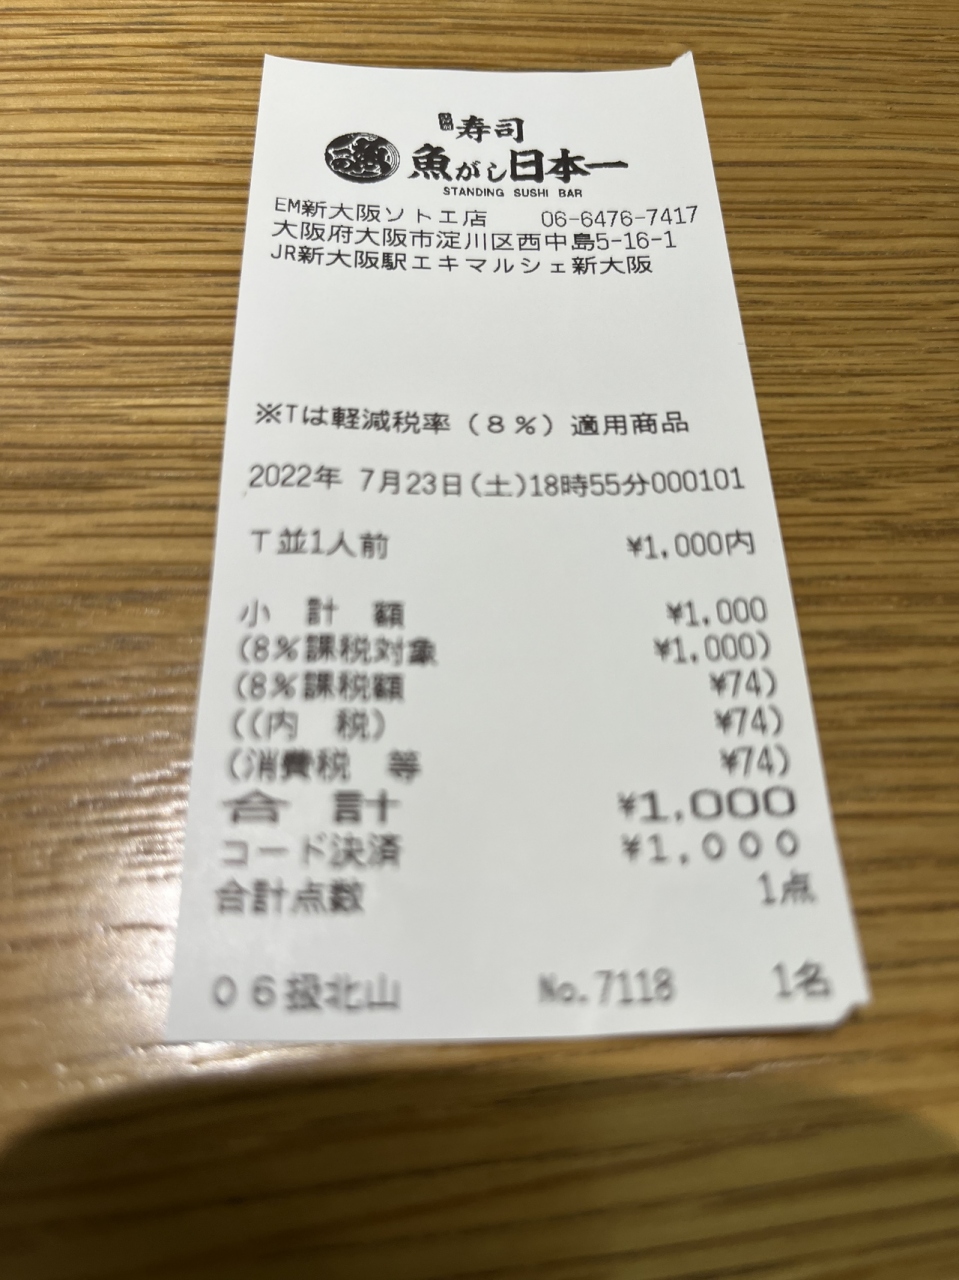 寿司
魚がし日本一
STANDING SUSHI BAR
EM新大阪ソトエ店 06-6476-7417
大阪府大阪市淀川区西中島5-16-1
JR新大阪駅エキマルシェ新大阪
※Tは軽減税率(8%)適用商品
2022年 7月23日(土)18時55分000101
T並1人前 ¥1,000内
小 計 額 ¥1,000
(8%課税対象 ¥1,000)
(8%課税額 ¥74)
((内 税) ¥74)
(消費税 等 ¥74)
合 計 ¥1,000
コード決済 ¥1,000
合計点数 1点
06扱北山 No.7118 1名